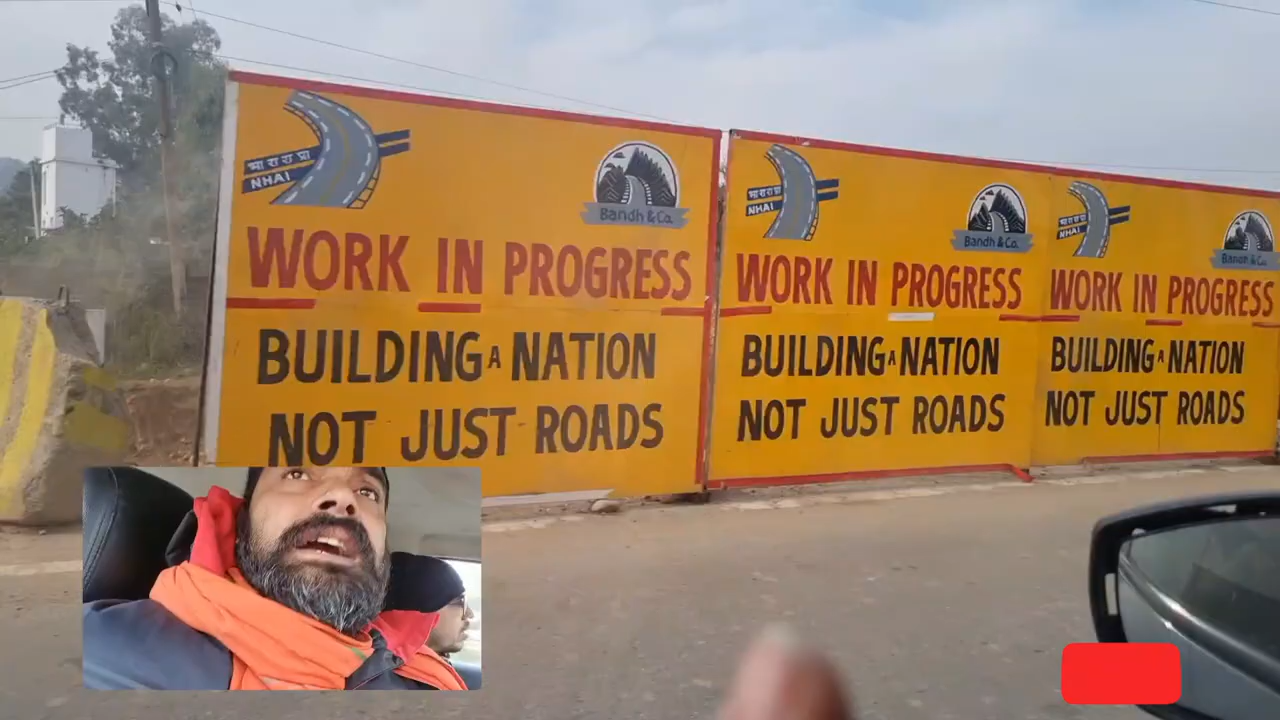 भा रा रा प्रा
NHAI
Bandh & Co.
WORK IN PROGRESS
BUILDING A NATION
NOT JUST ROADS
भा रा रा प्रा
NHAI
Bandh & Co.
WORK IN PROGRESS
BUILDING A NATION
NOT JUST ROADS
भा रा रा प्रा
NHAI
Bandh & Co.
WORK IN PROGRESS
BUILDING A NATION
NOT JUST ROADS